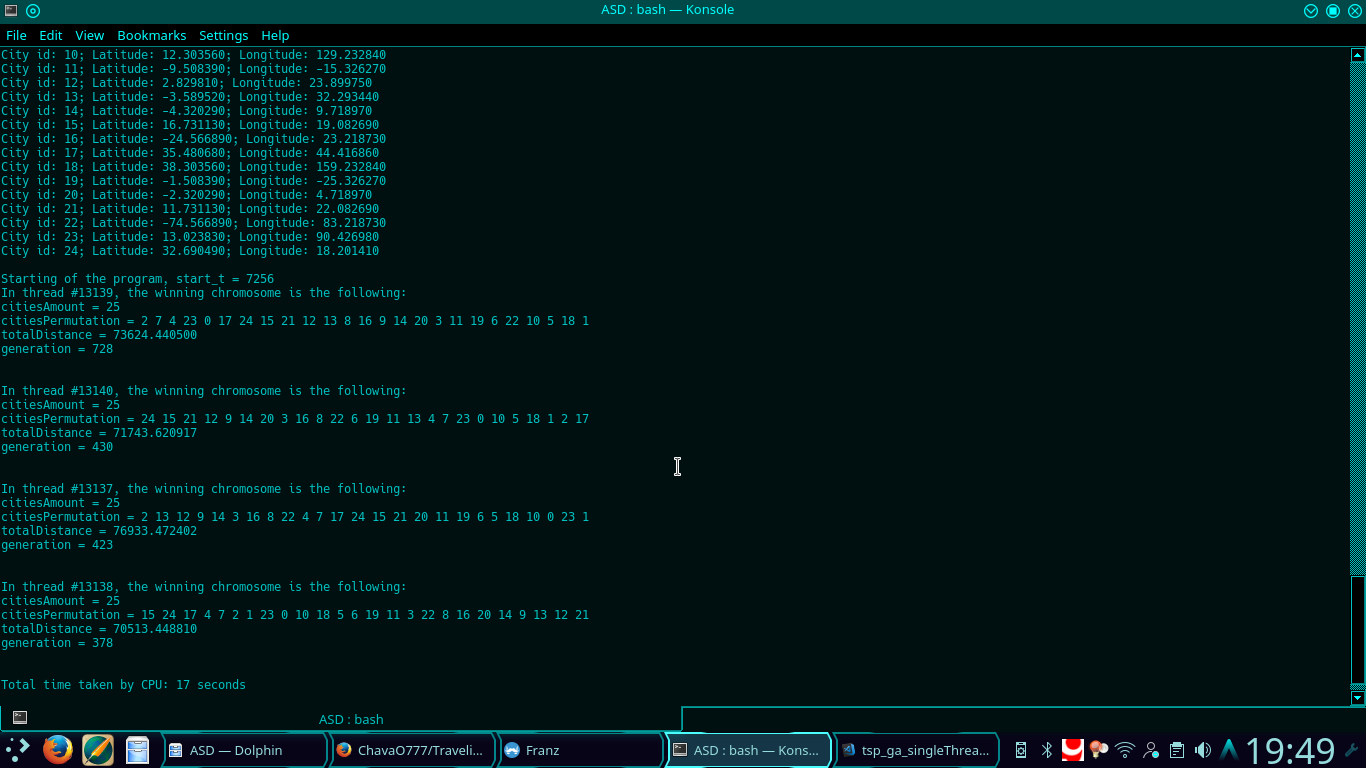 ASD : bash — Konsole
File Edit View Bookmarks Settings Help
City id: 10; Latitude: 12.303560; Longitude: 129.232840
City id: 11; Latitude: -9.508390; Longitude: -15.326270
City id: 12; Latitude: 2.829810; Longitude: 23.899750
City id: 13; Latitude: -3.589520; Longitude: 32.293440
City id: 14; Latitude: -4.320290; Longitude: 9.718970
City id: 15; Latitude: 16.731130; Longitude: 19.082690
City id: 16; Latitude: -24.566890; Longitude: 23.218730
City id: 17; Latitude: 35.480680; Longitude: 44.416860
City id: 18; Latitude: 38.303560; Longitude: 159.232840
City id: 19; Latitude: -1.508390; Longitude: -25.326270
City id: 20; Latitude: -2.320290; Longitude: 4.718970
City id: 21; Latitude: 11.731130; Longitude: 22.082690
City id: 22; Latitude: -74.566890; Longitude: 83.218730
City id: 23; Latitude: 13.023830; Longitude: 90.426980
City id: 24; Latitude: 32.690490; Longitude: 18.201410
Starting of the program, start_t = 7256
In thread #13139, the winning chromosome is the following:
citiesAmount = 25
citiesPermutation = 2 7 4 23 0 17 24 15 21 12 13 8 16 9 14 20 3 11 19 6 22 10 5 18 1
totalDistance = 73624.440500
generation = 728
In thread #13140, the winning chromosome is the following:
citiesAmount = 25
citiesPermutation = 24 15 21 12 9 14 20 3 16 8 22 6 19 11 13 4 7 23 0 10 5 18 1 2 17
totalDistance = 71743.620917
generation = 430
In thread #13137, the winning chromosome is the following:
citiesAmount = 25
citiesPermutation = 2 13 12 9 14 3 16 8 22 4 7 17 24 15 21 20 11 19 6 5 18 10 0 23 1
totalDistance = 76933.472402
generation = 423
In thread #13138, the winning chromosome is the following:
citiesAmount = 25
citiesPermutation = 15 24 17 4 7 2 1 23 0 10 18 5 6 19 11 3 22 8 16 20 14 9 13 12 21
totalDistance = 70513.448810
generation = 378
Total time taken by CPU: 17 seconds
ASD : bash
ASD — Dolphin
ChavaO777/Traveli...
Franz
ASD : bash — Kons...
tsp_ga_singleThrea...
19:49